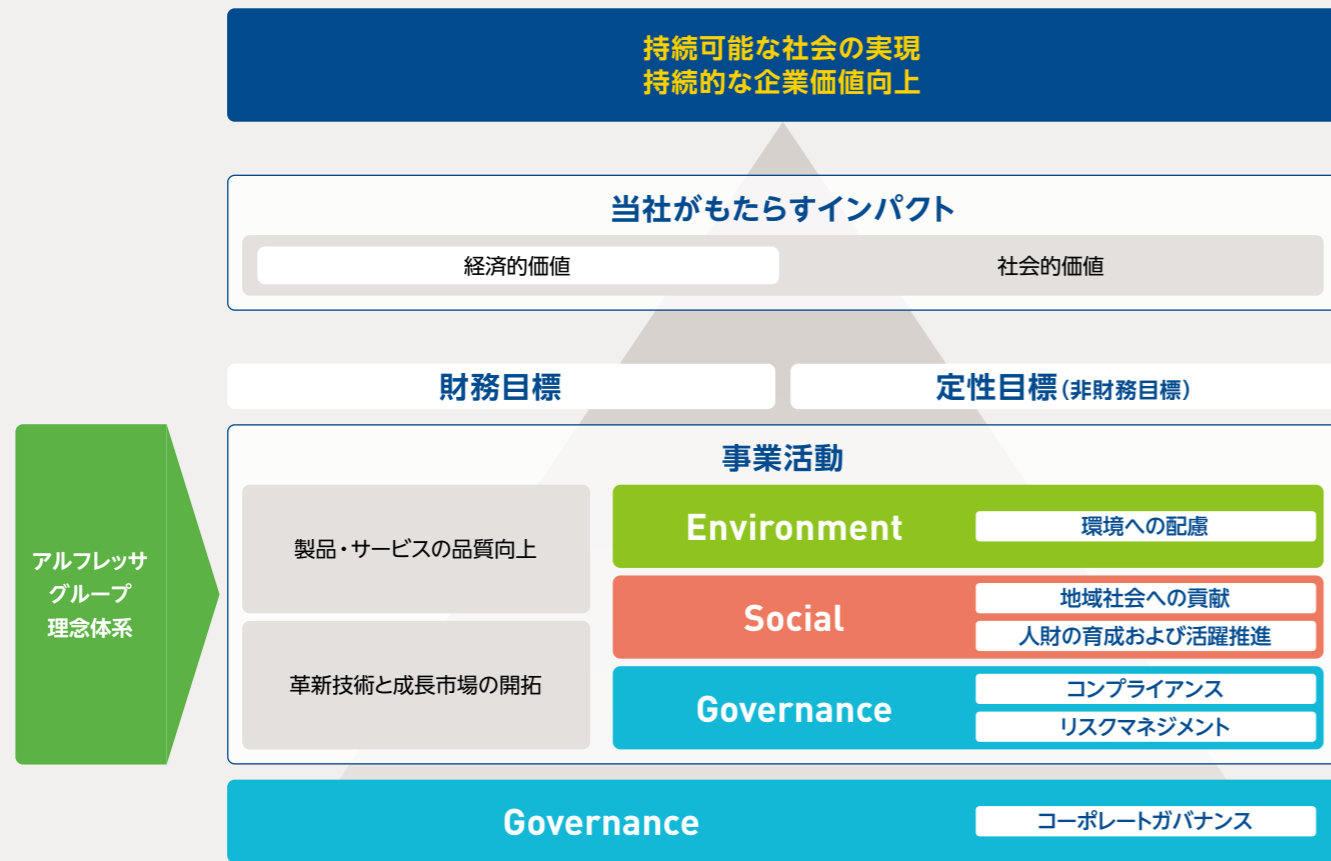 持続可能な社会の実現
持続的な企業価値向上
当社がもたらすインパクト
経済的価値
社会的価値
財務目標
定性目標(非財務目標)
アルフレッサ
グループ
理念体系
事業活動
製品・サービスの品質向上
革新技術と成長市場の開拓
Environment
環境への配慮
Social
地域社会への貢献
人財の育成および活躍推進
Governance
コンプライアンス
リスクマネジメント
Governance
コーポレートガバナンス